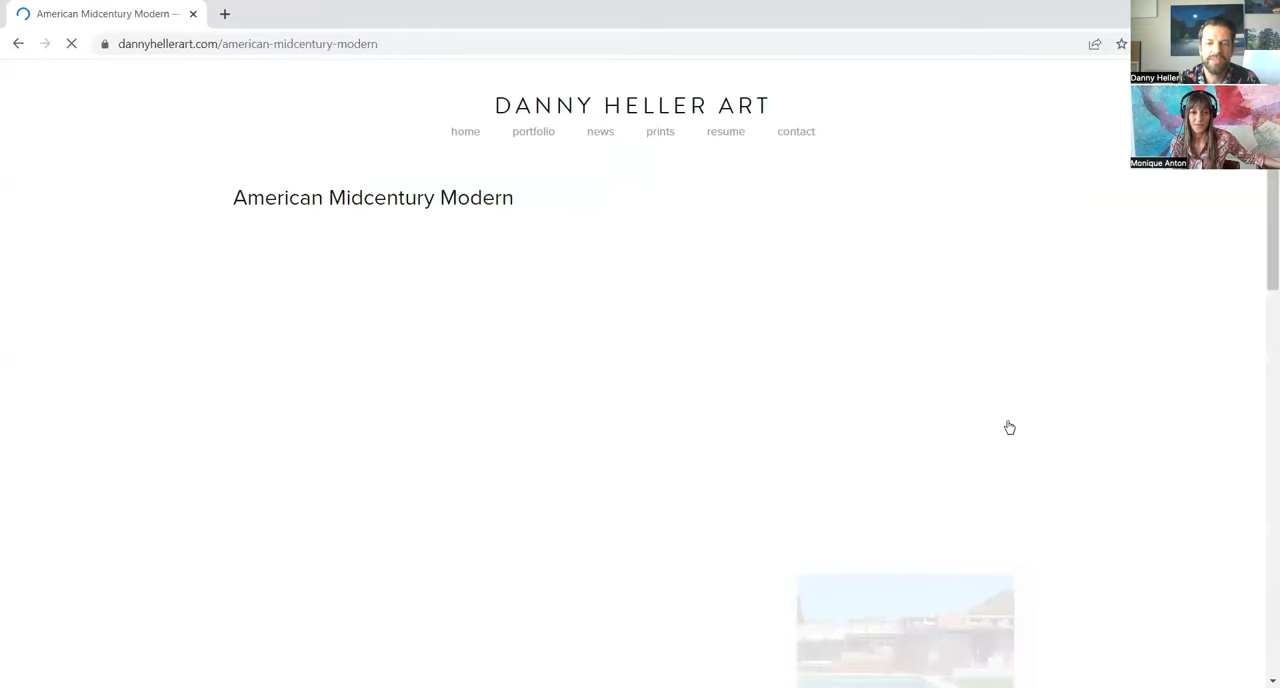 American Midcentury Modern —
dannyhellerart.com/american-midcentury-modern
DANNY HELLER ART
home portfolio news prints resume contact
American Midcentury Modern
Danny Heller
Monique Anton